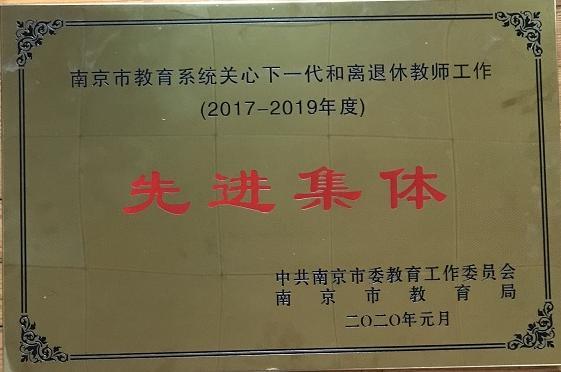 南京市教育系统关心下一代和离退休教师工作
(2017-2019年度)
先进集体
中共南京市委教育工作委员会
南京市教育局
二〇二〇年元月